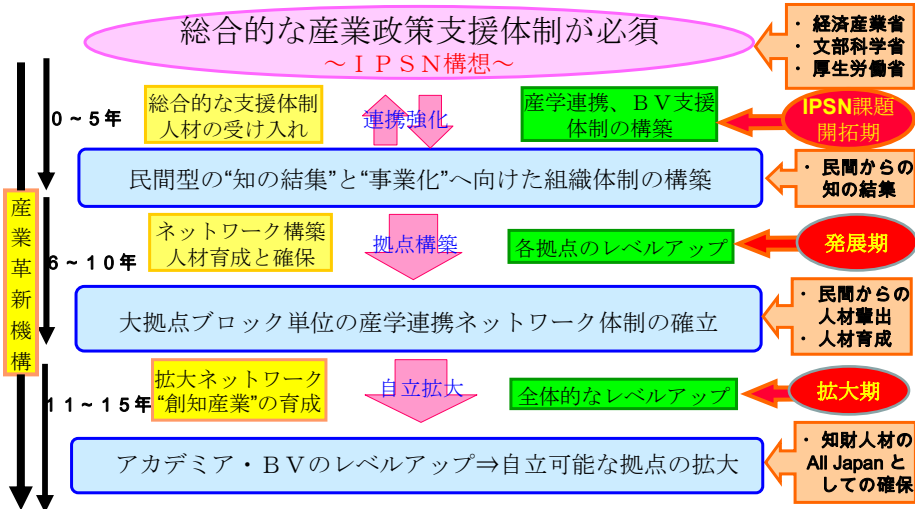 総合的な産業政策支援体制が必須
～ＩＰＳＮ構想～
・ 経済産業省
・ 文部科学省
・ 厚生労働省
0～5年
総合的な支援体制
人材の受け入れ
連携強化
産学連携、ＢＶ支援
体制の構築
IPSN課題
開拓期
民間型の“知の結集”と“事業化”へ向けた組織体制の構築
・ 民間からの
知の結集
産業革新機構
6～10年
ネットワーク構築
人材育成と確保
拠点構築
各拠点のレベルアップ
発展期
大拠点ブロック単位の産学連携ネットワーク体制の確立
・ 民間からの
人材輩出
・ 人材育成
11～15年
拡大ネットワーク
“創知産業”の育成
自立拡大
全体的なレベルアップ
拡大期
アカデミア・ＢＶのレベルアップ⇒自立可能な拠点の拡大
・ 知財人材の
All Japan と
しての確保